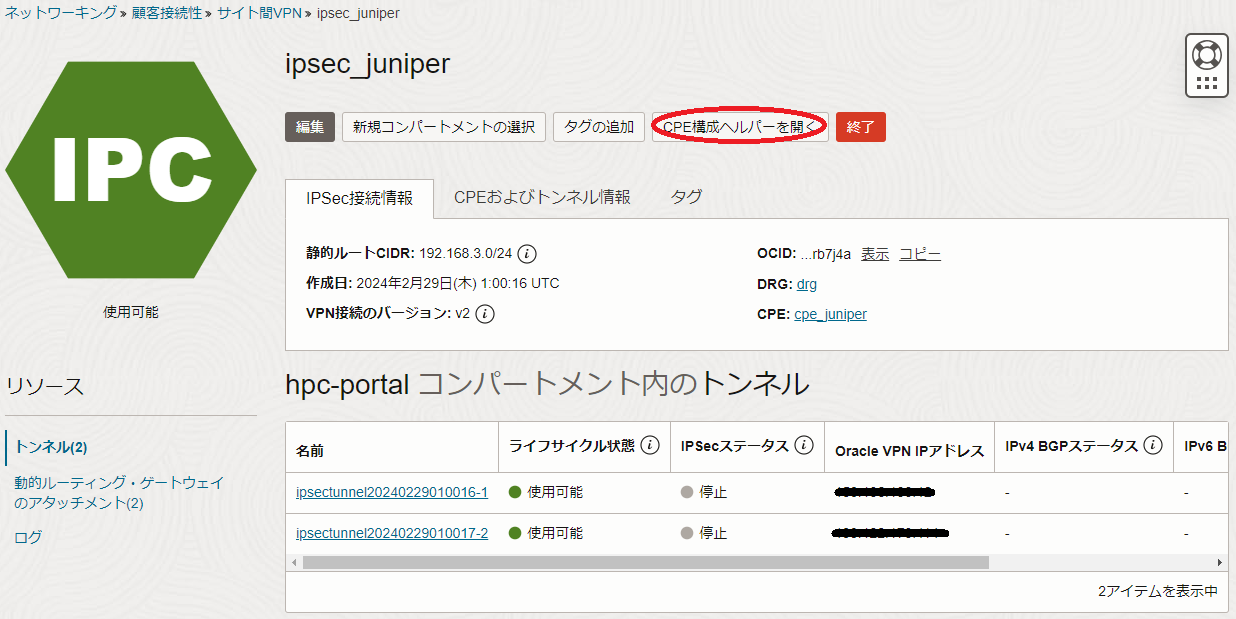 ネットワーキング » 顧客接続性 » サイト間VPN » ipsec_juniper
ipsec_juniper
編集 新規コンパートメントの選択 タグの追加 CPE構成ヘルパーを開く 終了
IPC
使用可能
IPSec接続情報 CPEおよびトンネル情報 タグ
静的ルートCIDR: 192.168.3.0/24
作成日: 2024年2月29日(木) 1:00:16 UTC
VPN接続のバージョン: v2
OCID: ...rb7j4a 表示 コピー
DRG: drg
CPE: cpe_juniper
リソース
トンネル(2)
動的ルーティング・ゲートウェイ
のアタッチメント(2)
ログ
hpc-portal コンパートメント内のトンネル
名前 ライフサイクル状態 IPSecステータス Oracle VPN IPアドレス IPv4 BGPステータス IPv6 B
ipsectunnel20240229010016-1 使用可能 停止 - -
ipsectunnel20240229010017-2 使用可能 停止 - -
2アイテムを表示中